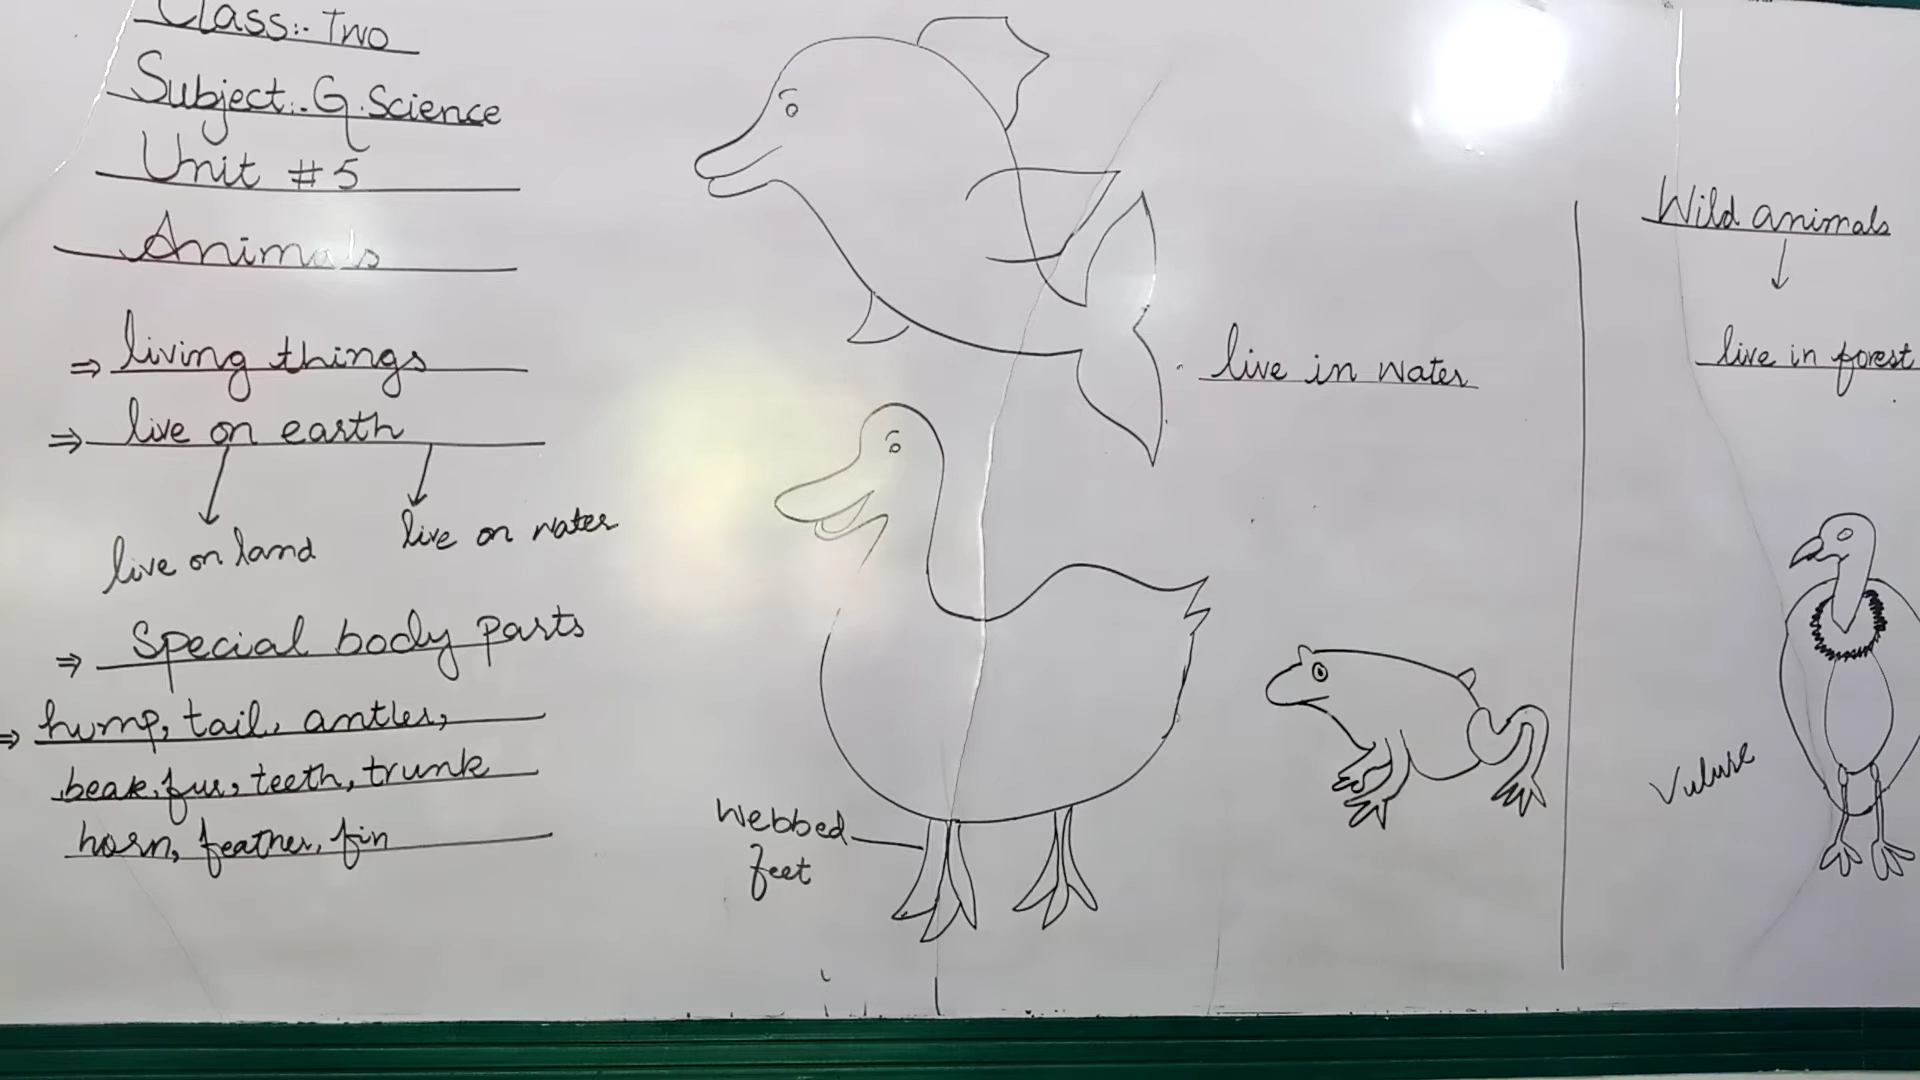 Class:- Two
Subject:- G.Science
Unit #5
Animals
⇒ living things
⇒ live on earth
live on land
live on water
⇒ Special body parts
⇒ hump, tail, antler,
beak, fur, teeth, trunk
horn, feather, fin
live in water
webbed
feet
Wild animals
live in forest
Vulure